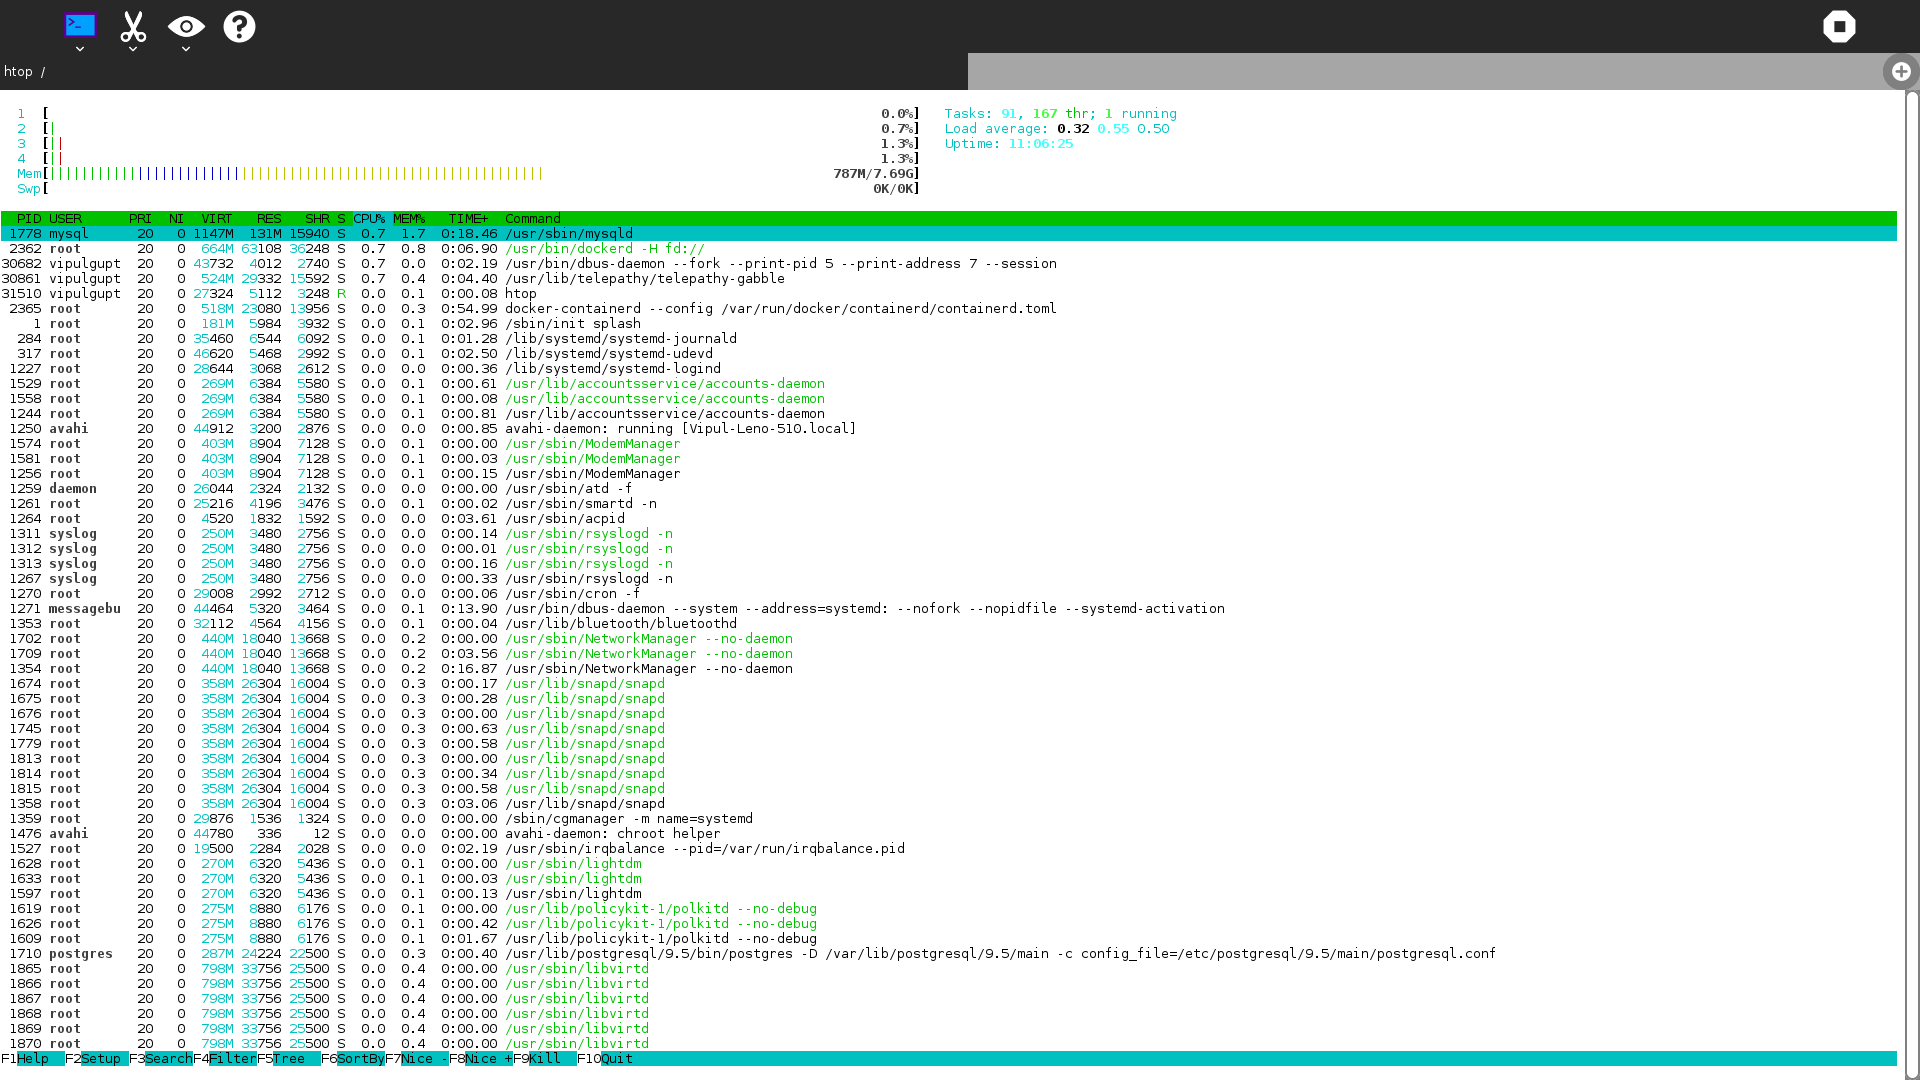 htop /
1 [ 0.0%] Tasks: 91, 167 thr; 1 running
2 [| 0.7%] Load average: 0.32 0.55 0.50
3 [|| 1.3%] Uptime: 11:06:25
4 [|| 1.3%]
Mem[ 787M/7.69G]
Swp[ 0K/0K]
PID USER PRI NI VIRT RES SHR S CPU% MEM% TIME+ Command
1778 mysql 20 0 1147M 131M 15940 S 0.7 1.7 0:18.46 /usr/sbin/mysqld
2362 root 20 0 664M 63108 36248 S 0.7 0.8 0:06.90 /usr/bin/dockerd -H fd://
30682 vipulgupt 20 0 43732 4012 2740 S 0.7 0.0 0:02.19 /usr/bin/dbus-daemon --fork --print-pid 5 --print-address 7 --session
30861 vipulgupt 20 0 524M 29332 15592 S 0.7 0.4 0:04.40 /usr/lib/telepathy/telepathy-gabble
31510 vipulgupt 20 0 27324 5112 3248 R 0.0 0.1 0:00.08 htop
2365 root 20 0 518M 23080 13956 S 0.0 0.3 0:54.99 docker-containerd --config /var/run/docker/containerd/containerd.toml
1 root 20 0 181M 5984 3932 S 0.0 0.1 0:02.96 /sbin/init splash
284 root 20 0 35460 6544 6092 S 0.0 0.1 0:01.28 /lib/systemd/systemd-journald
317 root 20 0 46620 5468 2992 S 0.0 0.1 0:02.50 /lib/systemd/systemd-udevd
1227 root 20 0 28644 3068 2612 S 0.0 0.0 0:00.36 /lib/systemd/systemd-logind
1529 root 20 0 269M 6384 5580 S 0.0 0.1 0:00.61 /usr/lib/accountsservice/accounts-daemon
1558 root 20 0 269M 6384 5580 S 0.0 0.1 0:00.08 /usr/lib/accountsservice/accounts-daemon
1244 root 20 0 269M 6384 5580 S 0.0 0.1 0:00.81 /usr/lib/accountsservice/accounts-daemon
1250 avahi 20 0 44912 3200 2876 S 0.0 0.0 0:00.85 avahi-daemon: running [Vipul-Leno-510.local]
1574 root 20 0 403M 8904 7128 S 0.0 0.1 0:00.00 /usr/sbin/ModemManager
1581 root 20 0 403M 8904 7128 S 0.0 0.1 0:00.03 /usr/sbin/ModemManager
1256 root 20 0 403M 8904 7128 S 0.0 0.1 0:00.15 /usr/sbin/ModemManager
1259 daemon 20 0 26044 2324 2132 S 0.0 0.0 0:00.00 /usr/sbin/atd -f
1261 root 20 0 25216 4196 3476 S 0.0 0.1 0:00.02 /usr/sbin/smartd -n
1264 root 20 0 4520 1832 1592 S 0.0 0.0 0:03.61 /usr/sbin/acpid
1311 syslog 20 0 250M 3480 2756 S 0.0 0.0 0:00.14 /usr/sbin/rsyslogd -n
1312 syslog 20 0 250M 3480 2756 S 0.0 0.0 0:00.01 /usr/sbin/rsyslogd -n
1313 syslog 20 0 250M 3480 2756 S 0.0 0.0 0:00.16 /usr/sbin/rsyslogd -n
1267 syslog 20 0 250M 3480 2756 S 0.0 0.0 0:00.33 /usr/sbin/rsyslogd -n
1270 root 20 0 29008 2992 2712 S 0.0 0.0 0:00.06 /usr/sbin/cron -f
1271 messagebu 20 0 44464 5320 3464 S 0.0 0.1 0:13.90 /usr/bin/dbus-daemon --system --address=systemd: --nofork --nopidfile --systemd-activation
1353 root 20 0 32112 4564 4156 S 0.0 0.1 0:00.04 /usr/lib/bluetooth/bluetoothd
1702 root 20 0 440M 18040 13668 S 0.0 0.2 0:00.00 /usr/sbin/NetworkManager --no-daemon
1709 root 20 0 440M 18040 13668 S 0.0 0.2 0:03.56 /usr/sbin/NetworkManager --no-daemon
1354 root 20 0 440M 18040 13668 S 0.0 0.2 0:16.87 /usr/sbin/NetworkManager --no-daemon
1674 root 20 0 358M 26304 16004 S 0.0 0.3 0:00.17 /usr/lib/snapd/snapd
1675 root 20 0 358M 26304 16004 S 0.0 0.3 0:00.28 /usr/lib/snapd/snapd
1676 root 20 0 358M 26304 16004 S 0.0 0.3 0:00.00 /usr/lib/snapd/snapd
1745 root 20 0 358M 26304 16004 S 0.0 0.3 0:00.63 /usr/lib/snapd/snapd
1779 root 20 0 358M 26304 16004 S 0.0 0.3 0:00.58 /usr/lib/snapd/snapd
1813 root 20 0 358M 26304 16004 S 0.0 0.3 0:00.00 /usr/lib/snapd/snapd
1814 root 20 0 358M 26304 16004 S 0.0 0.3 0:00.34 /usr/lib/snapd/snapd
1815 root 20 0 358M 26304 16004 S 0.0 0.3 0:00.58 /usr/lib/snapd/snapd
1358 root 20 0 358M 26304 16004 S 0.0 0.3 0:03.06 /usr/lib/snapd/snapd
1359 root 20 0 29876 1536 1324 S 0.0 0.0 0:00.00 /sbin/cgmanager -m name=systemd
1476 avahi 20 0 44780 336 12 S 0.0 0.0 0:00.00 avahi-daemon: chroot helper
1527 root 20 0 19500 2284 2028 S 0.0 0.0 0:02.19 /usr/sbin/irqbalance --pid=/var/run/irqbalance.pid
1628 root 20 0 270M 6320 5436 S 0.0 0.1 0:00.00 /usr/sbin/lightdm
1633 root 20 0 270M 6320 5436 S 0.0 0.1 0:00.03 /usr/sbin/lightdm
1597 root 20 0 270M 6320 5436 S 0.0 0.1 0:00.13 /usr/sbin/lightdm
1619 root 20 0 275M 8880 6176 S 0.0 0.1 0:00.00 /usr/lib/policykit-1/polkitd --no-debug
1626 root 20 0 275M 8880 6176 S 0.0 0.1 0:00.42 /usr/lib/policykit-1/polkitd --no-debug
1609 root 20 0 275M 8880 6176 S 0.0 0.1 0:01.67 /usr/lib/policykit-1/polkitd --no-debug
1710 postgres 20 0 287M 24224 22500 S 0.0 0.3 0:00.40 /usr/lib/postgresql/9.5/bin/postgres -D /var/lib/postgresql/9.5/main -c config_file=/etc/postgresql/9.5/main/postgresql.conf
1865 root 20 0 798M 33756 25500 S 0.0 0.4 0:00.00 /usr/sbin/libvirtd
1866 root 20 0 798M 33756 25500 S 0.0 0.4 0:00.00 /usr/sbin/libvirtd
1867 root 20 0 798M 33756 25500 S 0.0 0.4 0:00.00 /usr/sbin/libvirtd
1868 root 20 0 798M 33756 25500 S 0.0 0.4 0:00.00 /usr/sbin/libvirtd
1869 root 20 0 798M 33756 25500 S 0.0 0.4 0:00.00 /usr/sbin/libvirtd
1870 root 20 0 798M 33756 25500 S 0.0 0.4 0:00.00 /usr/sbin/libvirtd
F1Help F2Setup F3SearchF4FilterF5Tree F6SortByF7Nice -F8Nice +F9Kill F10Quit